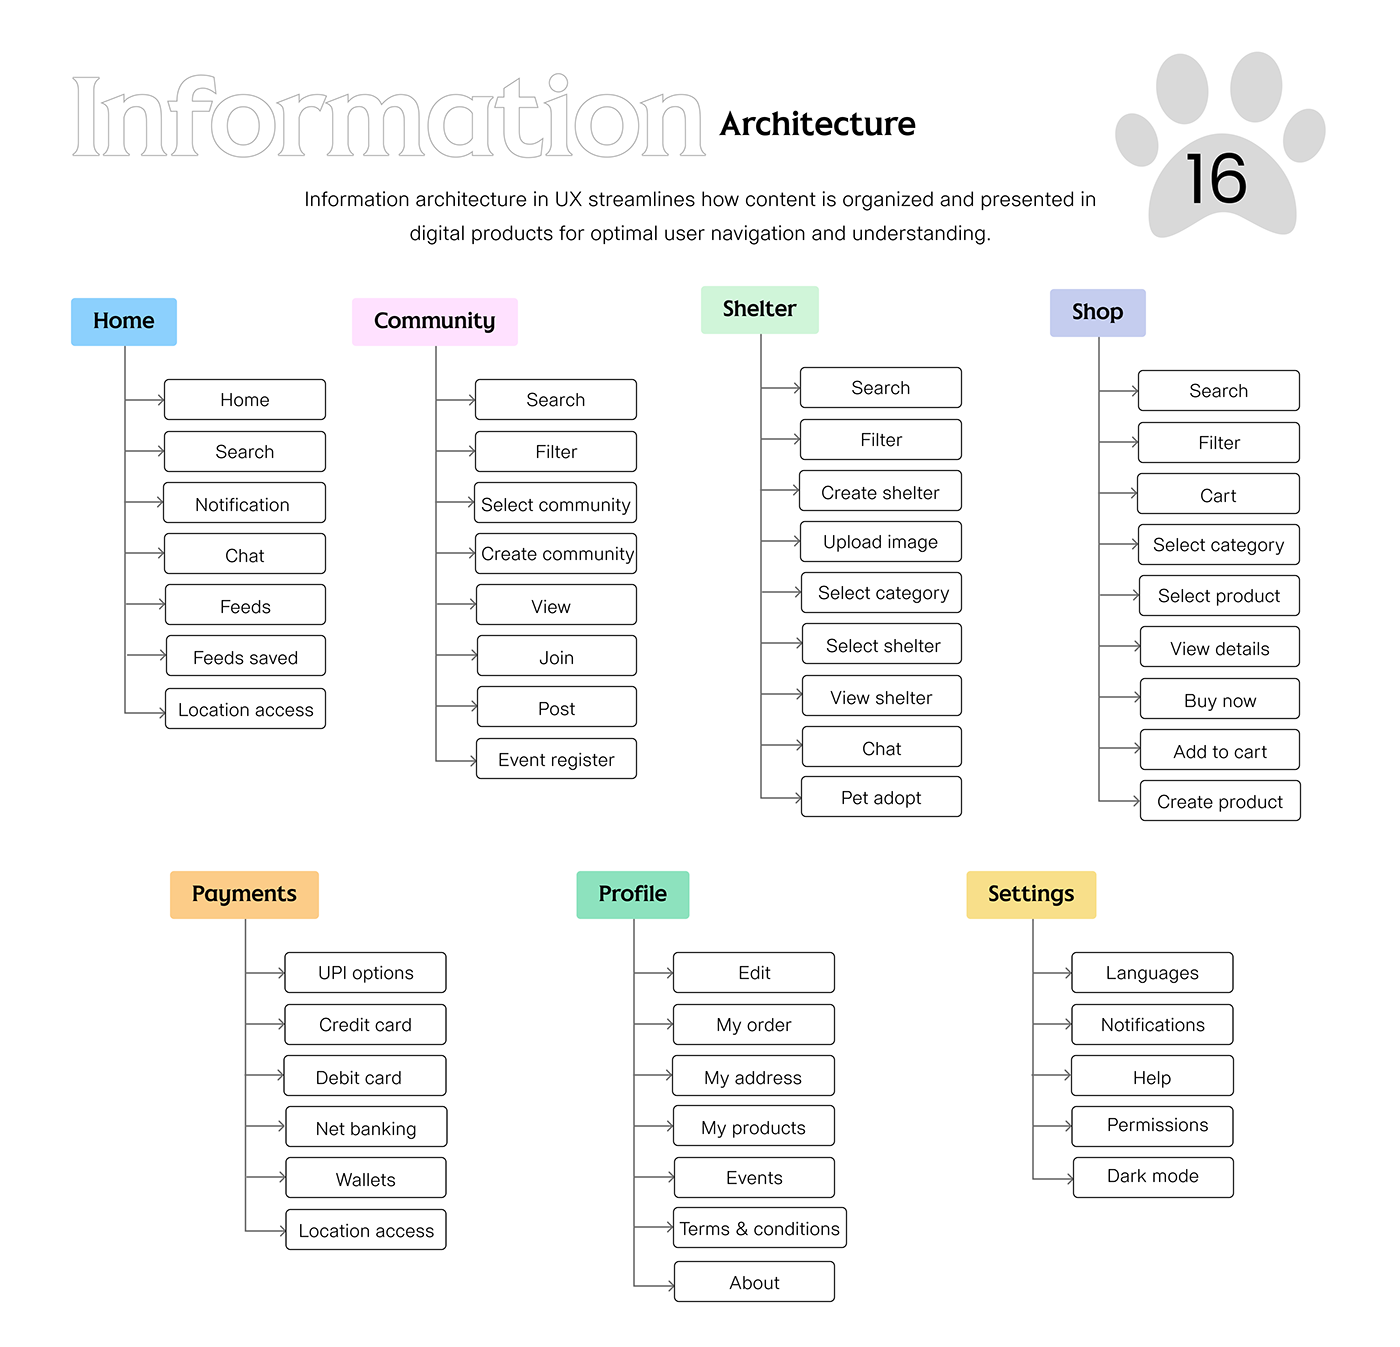 Information Architecture
16
Information architecture in UX streamlines how content is organized and presented in
digital products for optimal user navigation and understanding.
Home
Home
Search
Notification
Chat
Feeds
Feeds saved
Location access
Community
Search
Filter
Select community
Create community
View
Join
Post
Event register
Shelter
Search
Filter
Create shelter
Upload image
Select category
Select shelter
View shelter
Chat
Pet adopt
Shop
Search
Filter
Cart
Select category
Select product
View details
Buy now
Add to cart
Create product
Payments
UPI options
Credit card
Debit card
Net banking
Wallets
Location access
Profile
Edit
My order
My address
My products
Events
Terms & conditions
About
Settings
Languages
Notifications
Help
Permissions
Dark mode